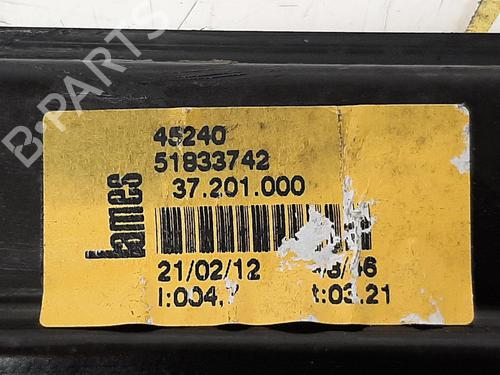 B-PARTS
lames
45240
51833742
37.201.000
21/02/12
I:004,
t:03.21